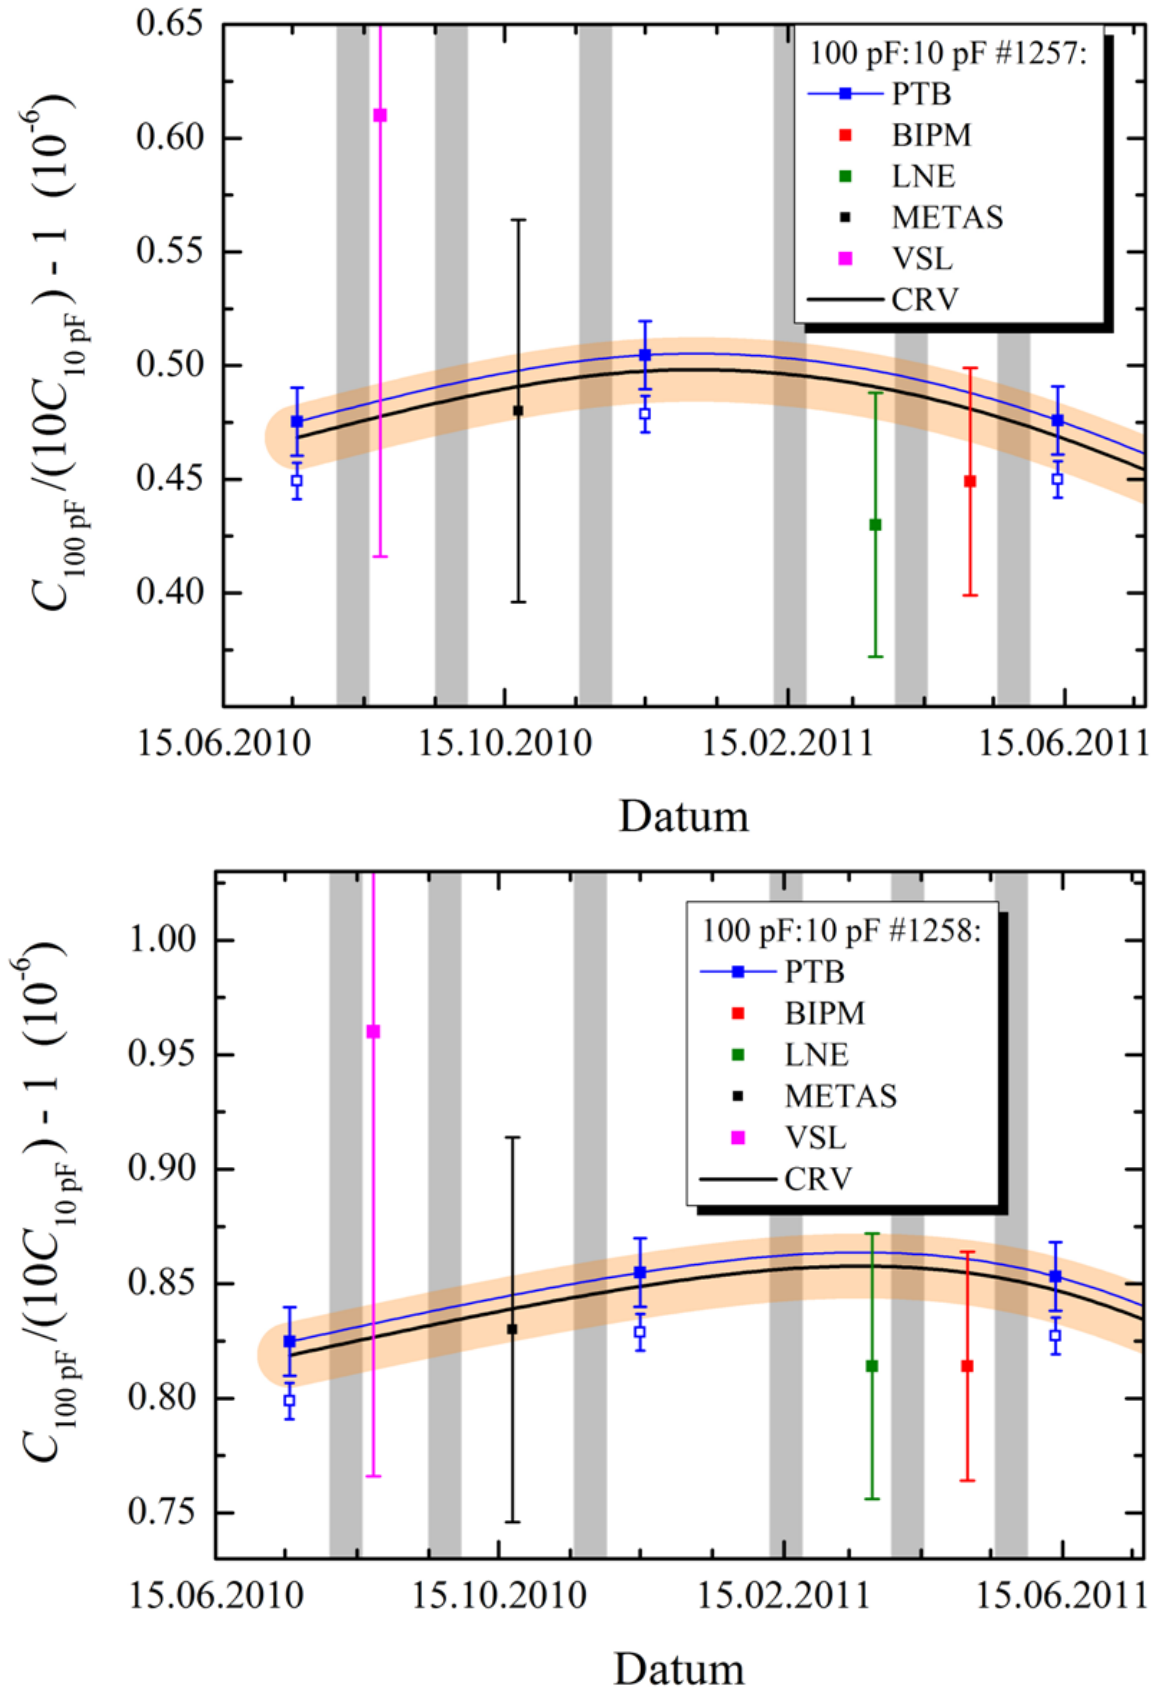 0.65
0.60
0.55
0.50
0.45
0.40
C100 pF/(10C10 pF) - 1 (10-6)
100 pF:10 pF #1257:
PTB
BIPM
LNE
METAS
VSL
CRV
15.06.2010 15.10.2010 15.02.2011 15.06.2011
Datum
1.00
0.95
0.90
0.85
0.80
0.75
C100 pF/(10C10 pF) - 1 (10-6)
100 pF:10 pF #1258:
PTB
BIPM
LNE
METAS
VSL
CRV
15.06.2010 15.10.2010 15.02.2011 15.06.2011
Datum